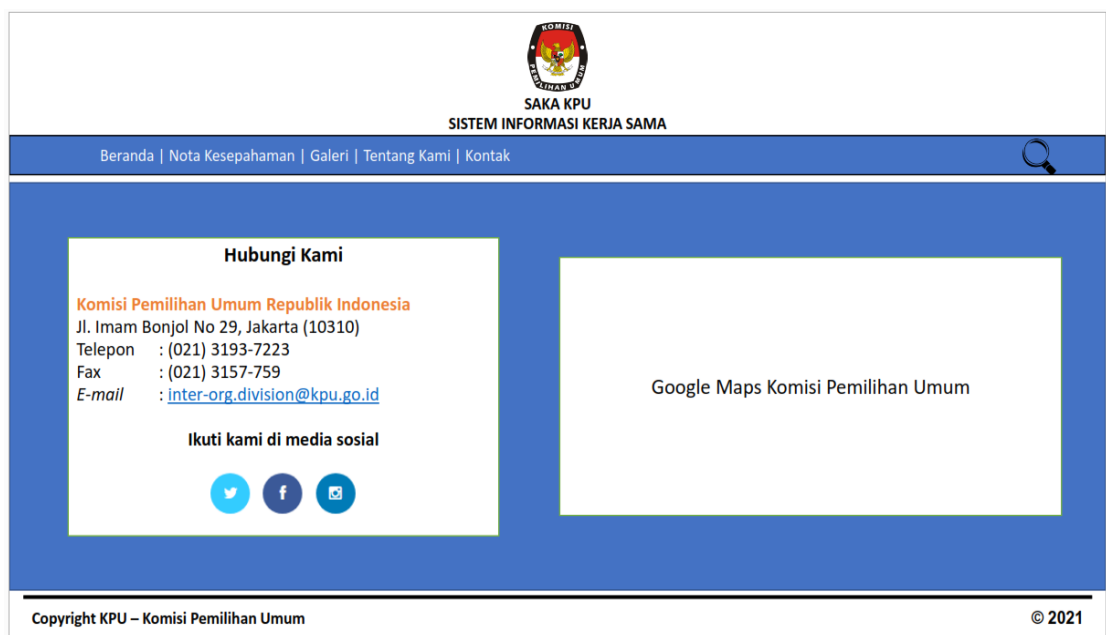 KOMISI
PEMILIHAN UMUM
SAKA KPU
SISTEM INFORMASI KERJA SAMA
Beranda | Nota Kesepahaman | Galeri | Tentang Kami | Kontak
Hubungi Kami
Komisi Pemilihan Umum Republik Indonesia
Jl. Imam Bonjol No 29, Jakarta (10310)
Telepon : (021) 3193-7223
Fax : (021) 3157-759
E-mail : inter-org.division@kpu.go.id
Ikuti kami di media sosial
Google Maps Komisi Pemilihan Umum
Copyright KPU – Komisi Pemilihan Umum
© 2021